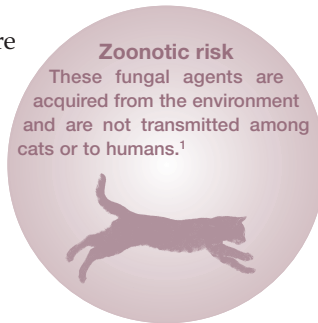 re
Zoonotic risk
These fungal agents are
acquired from the environment
and are not transmitted among
cats or to humans.¹